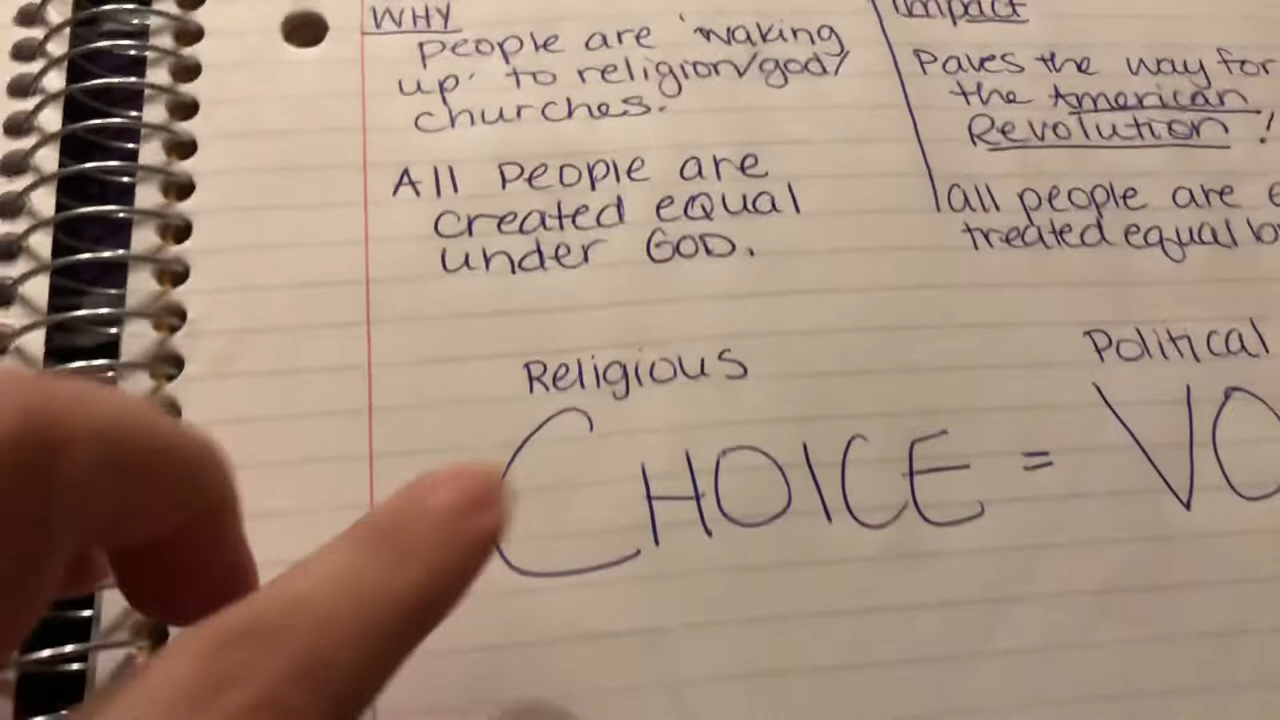 WHY
people are 'waking
up' to religion/god/
churches.
All people are
created equal
under GOD.
Impact
Paves the way for
the American
Revolution!
all people are
treated equal
Religious
Political
CHOICE =